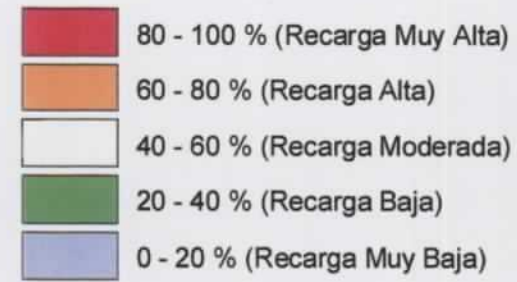 80 - 100 % (Recarga Muy Alta)
60 - 80 % (Recarga Alta)
40 - 60 % (Recarga Moderada)
20 - 40 % (Recarga Baja)
0 - 20 % (Recarga Muy Baja)